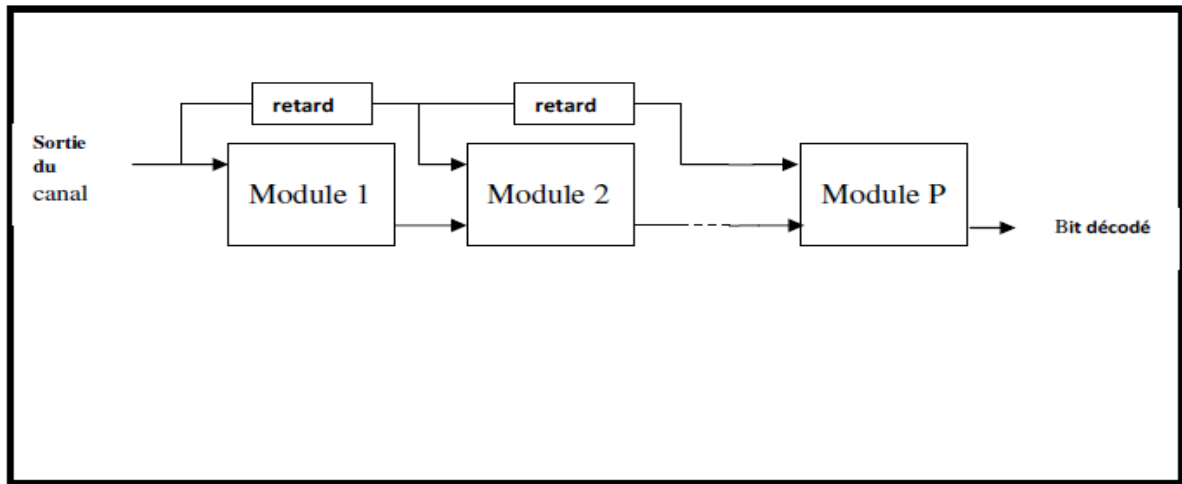 retard
retard
Sortie
du
canal
Module 1
Module 2
Module P
Bit décodé